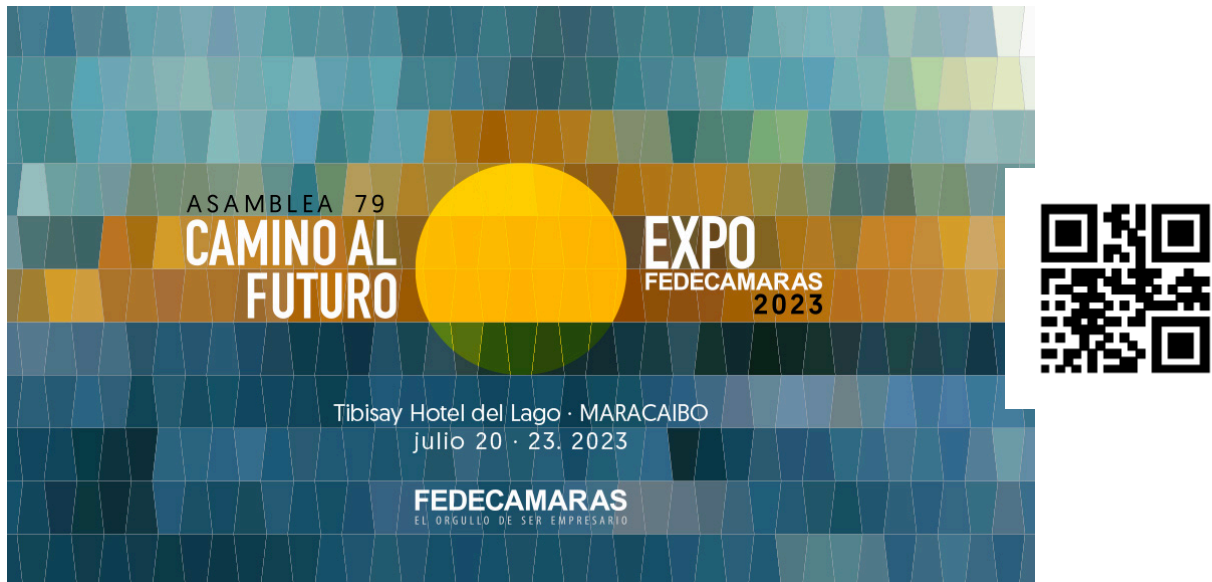 ASAMBLEA 79
CAMINO AL
FUTURO
EXPO
FEDECAMARAS
2023
Tibisay Hotel del Lago · MARACAIBO
julio 20 · 23. 2023
FEDECAMARAS
EL ORGULLO DE SER EMPRESARIO